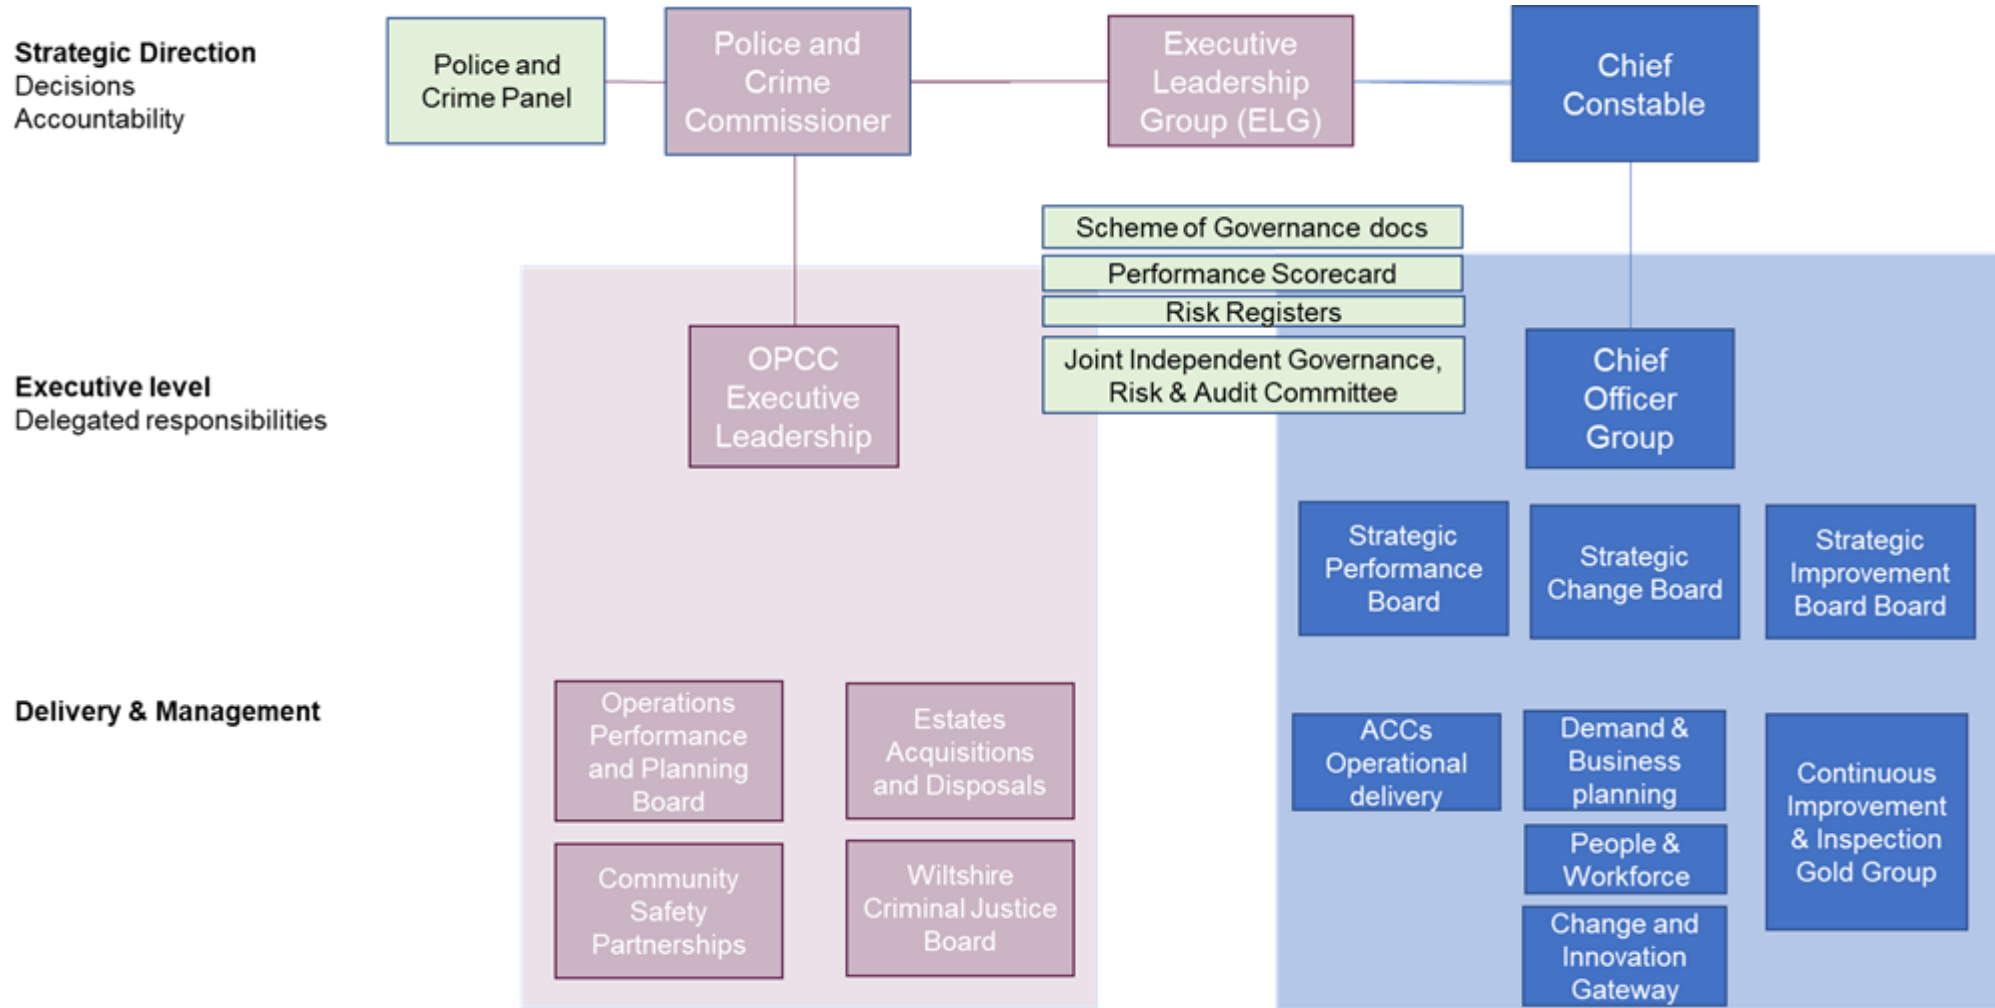 Strategic Direction
Decisions
Accountability
Police and
Crime Panel
Police and
Crime
Commissioner
Executive
Leadership
Group (ELG)
Chief
Constable
Scheme of Governance docs
Performance Scorecard
Risk Registers
Joint Independent Governance,
Risk & Audit Committee
Executive level
Delegated responsibilities
OPCC
Executive
Leadership
Chief
Officer
Group
Strategic
Performance
Board
Strategic
Change Board
Strategic
Improvement
Board Board
Delivery & Management
Operations
Performance
and Planning
Board
Estates
Acquisitions
and Disposals
Community
Safety
Partnerships
Wiltshire
Criminal Justice
Board
ACCs
Operational
delivery
Demand &
Business
planning
People &
Workforce
Change and
Innovation
Gateway
Continuous
Improvement
& Inspection
Gold Group